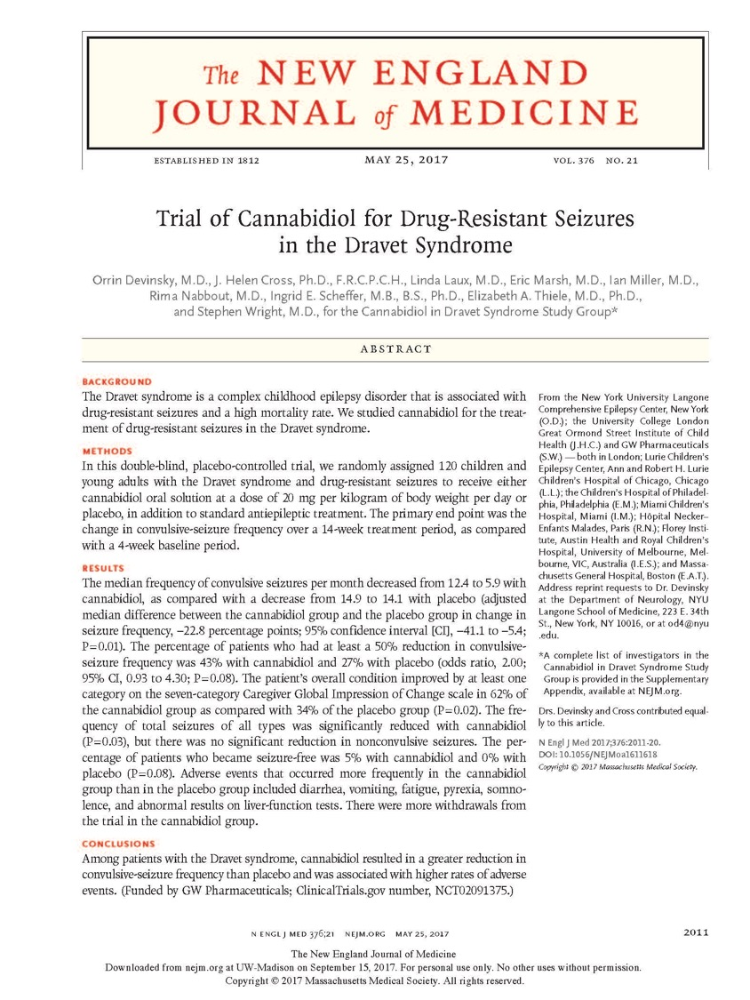 The NEW ENGLAND
JOURNAL of MEDICINE
ESTABLISHED IN 1812
MAY 25, 2017
VOL. 376 NO. 21
Trial of Cannabidiol for Drug-Resistant Seizures
in the Dravet Syndrome
Orrin Devinsky, M.D., J. Helen Cross, Ph.D., F.R.C.P.C.H., Linda Laux, M.D., Eric Marsh, M.D., Ian Miller, M.D.,
Rima Nabbout, M.D., Ingrid E. Scheffer, M.B., B.S., Ph.D., Elizabeth A. Thiele, M.D., Ph.D.,
and Stephen Wright, M.D., for the Cannabidiol in Dravet Syndrome Study Group*
ABSTRACT
BACKGROUND
The Dravet syndrome is a complex childhood epilepsy disorder that is associated with
drug-resistant seizures and a high mortality rate. We studied cannabidiol for the treat-
ment of drug-resistant seizures in the Dravet syndrome.
METHODS
In this double-blind, placebo-controlled trial, we randomly assigned 120 children and
young adults with the Dravet syndrome and drug-resistant seizures to receive either
cannabidiol oral solution at a dose of 20 mg per kilogram of body weight per day or
placebo, in addition to standard antiepileptic treatment. The primary end point was the
change in convulsive-seizure frequency over a 14-week treatment period, as compared
with a 4-week baseline period.
RESULTS
The median frequency of convulsive seizures per month decreased from 12.4 to 5.9 with
cannabidiol, as compared with a decrease from 14.9 to 14.1 with placebo (adjusted
median difference between the cannabidiol group and the placebo group in change in
seizure frequency, −22.8 percentage points; 95% confidence interval [CI], −41.1 to −5.4;
P=0.01). The percentage of patients who had at least a 50% reduction in convulsive-
seizure frequency was 43% with cannabidiol and 27% with placebo (odds ratio, 2.00;
95% CI, 0.93 to 4.30; P=0.08). The patient's overall condition improved by at least one
category on the seven-category Caregiver Global Impression of Change scale in 62% of
the cannabidiol group as compared with 34% of the placebo group (P=0.02). The fre-
quency of total seizures of all types was significantly reduced with cannabidiol
(P=0.03), but there was no significant reduction in nonconvulsive seizures. The per-
centage of patients who became seizure-free was 5% with cannabidiol and 0% with
placebo (P=0.08). Adverse events that occurred more frequently in the cannabidiol
group than in the placebo group included diarrhea, vomiting, fatigue, pyrexia, somno-
lence, and abnormal results on liver-function tests. There were more withdrawals from
the trial in the cannabidiol group.
CONCLUSIONS
Among patients with the Dravet syndrome, cannabidiol resulted in a greater reduction in
convulsive-seizure frequency than placebo and was associated with higher rates of adverse
events. (Funded by GW Pharmaceuticals; ClinicalTrials.gov number, NCT02091375.)
From the New York University Langone
Comprehensive Epilepsy Center, New York
(O.D.); the University College London
Great Ormond Street Institute of Child
Health (J.H.C.) and GW Pharmaceuticals
(S.W.) — both in London; Lurie Children's
Epilepsy Center, Ann and Robert H. Lurie
Children's Hospital of Chicago, Chicago
(L.L.); the Children's Hospital of Philadel-
phia, Philadelphia (E.M.); Miami Children's
Hospital, Miami (I.M.); Hôpital Necker–
Enfants Malades, Paris (R.N.); Florey Insti-
tute, Austin Health and Royal Children's
Hospital, University of Melbourne, Mel-
bourne, VIC, Australia (I.E.S.); and Massa-
chusetts General Hospital, Boston (E.A.T.).
Address reprint requests to Dr. Devinsky
at the Department of Neurology, NYU
Langone School of Medicine, 223 E. 34th
St., New York, NY 10016, or at od4@nyu
.edu.
*A complete list of investigators in the
Cannabidiol in Dravet Syndrome Study
Group is provided in the Supplementary
Appendix, available at NEJM.org.
Drs. Devinsky and Cross contributed equal-
ly to this article.
N Engl J Med 2017;376:2011-20.
DOI: 10.1056/NEJMoa1611618
Copyright © 2017 Massachusetts Medical Society.
N ENGL J MED 376;21 NEJM.ORG MAY 25, 2017
2011
The New England Journal of Medicine
Downloaded from nejm.org at UW-Madison on September 15, 2017. For personal use only. No other uses without permission.
Copyright © 2017 Massachusetts Medical Society. All rights reserved.